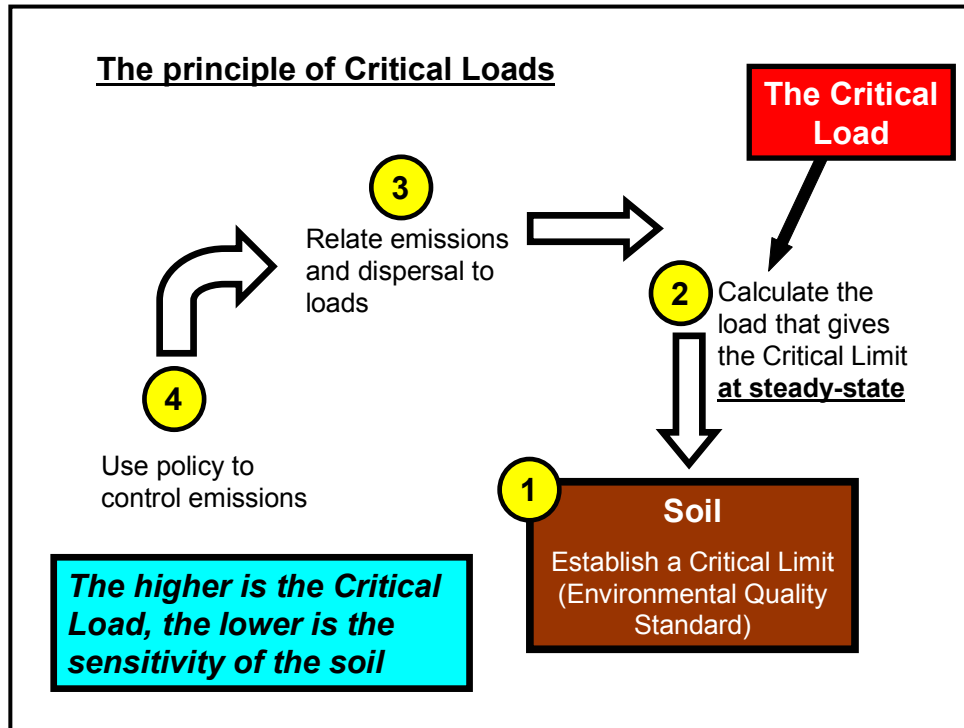 The principle of Critical Loads
The Critical
Load
3
Relate emissions
and dispersal to
loads
2
Calculate the
load that gives
the Critical Limit
at steady-state
4
Use policy to
control emissions
1
Soil
Establish a Critical Limit
(Environmental Quality
Standard)
The higher is the Critical
Load, the lower is the
sensitivity of the soil